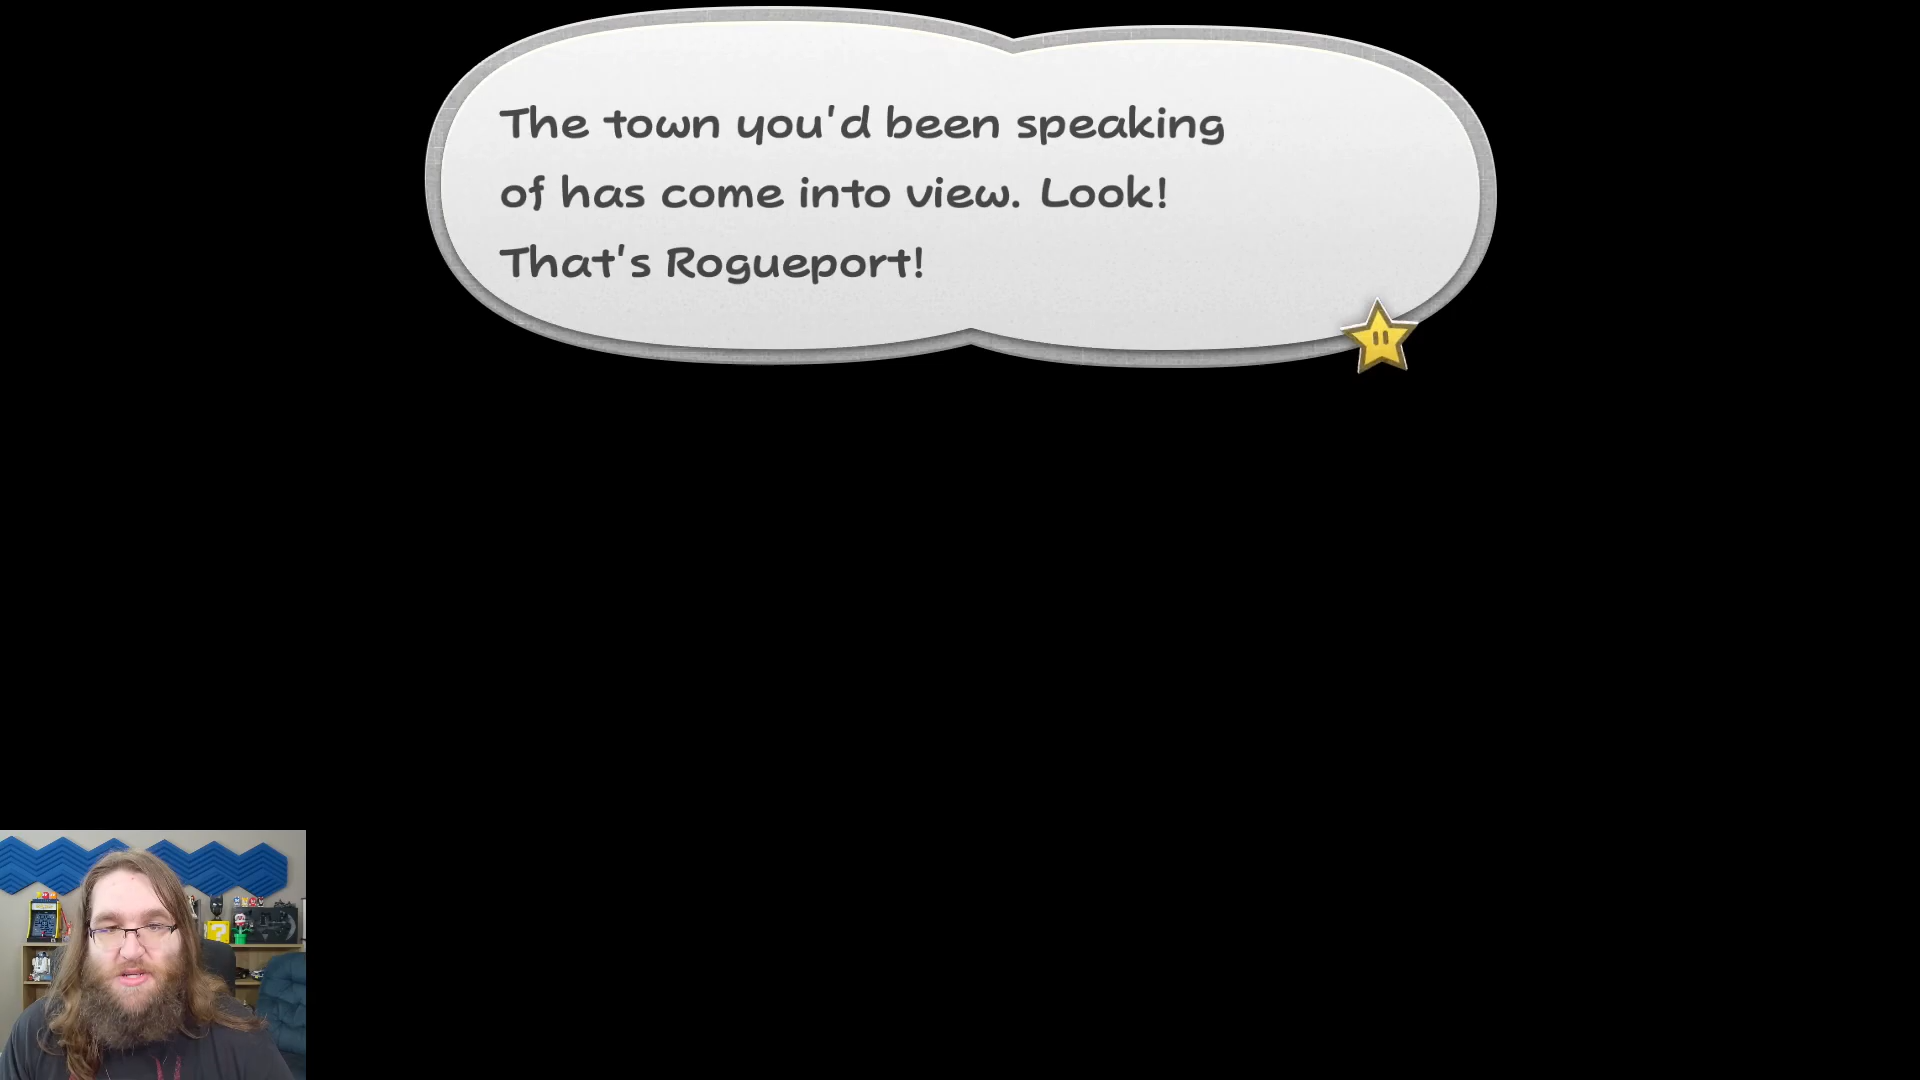 The town you'd been speaking
of has come into view. Look!
That's Rogueport!